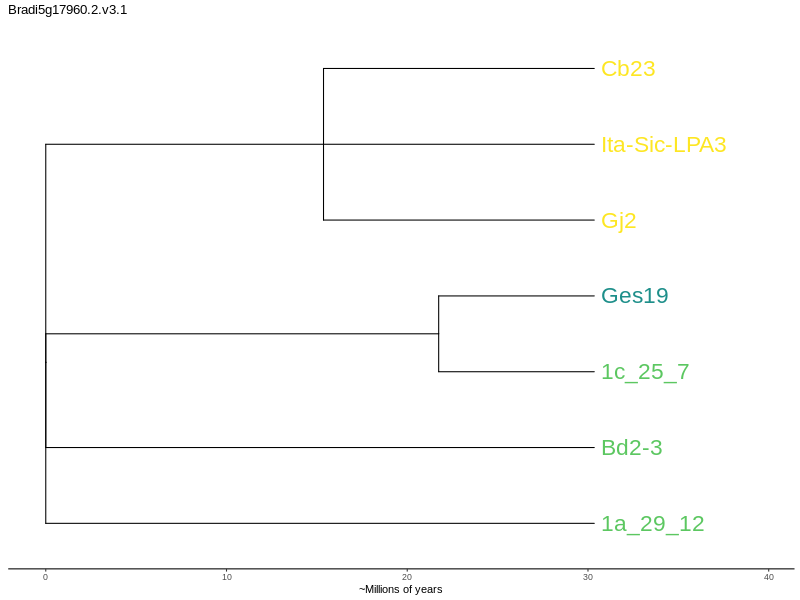 Bradi5g17960.2.v3.1
Cb23
Ita-Sic-LPA3
Gj2
Ges19
1c_25_7
Bd2-3
1a_29_12
0 10 20 30 40
~Millions of years